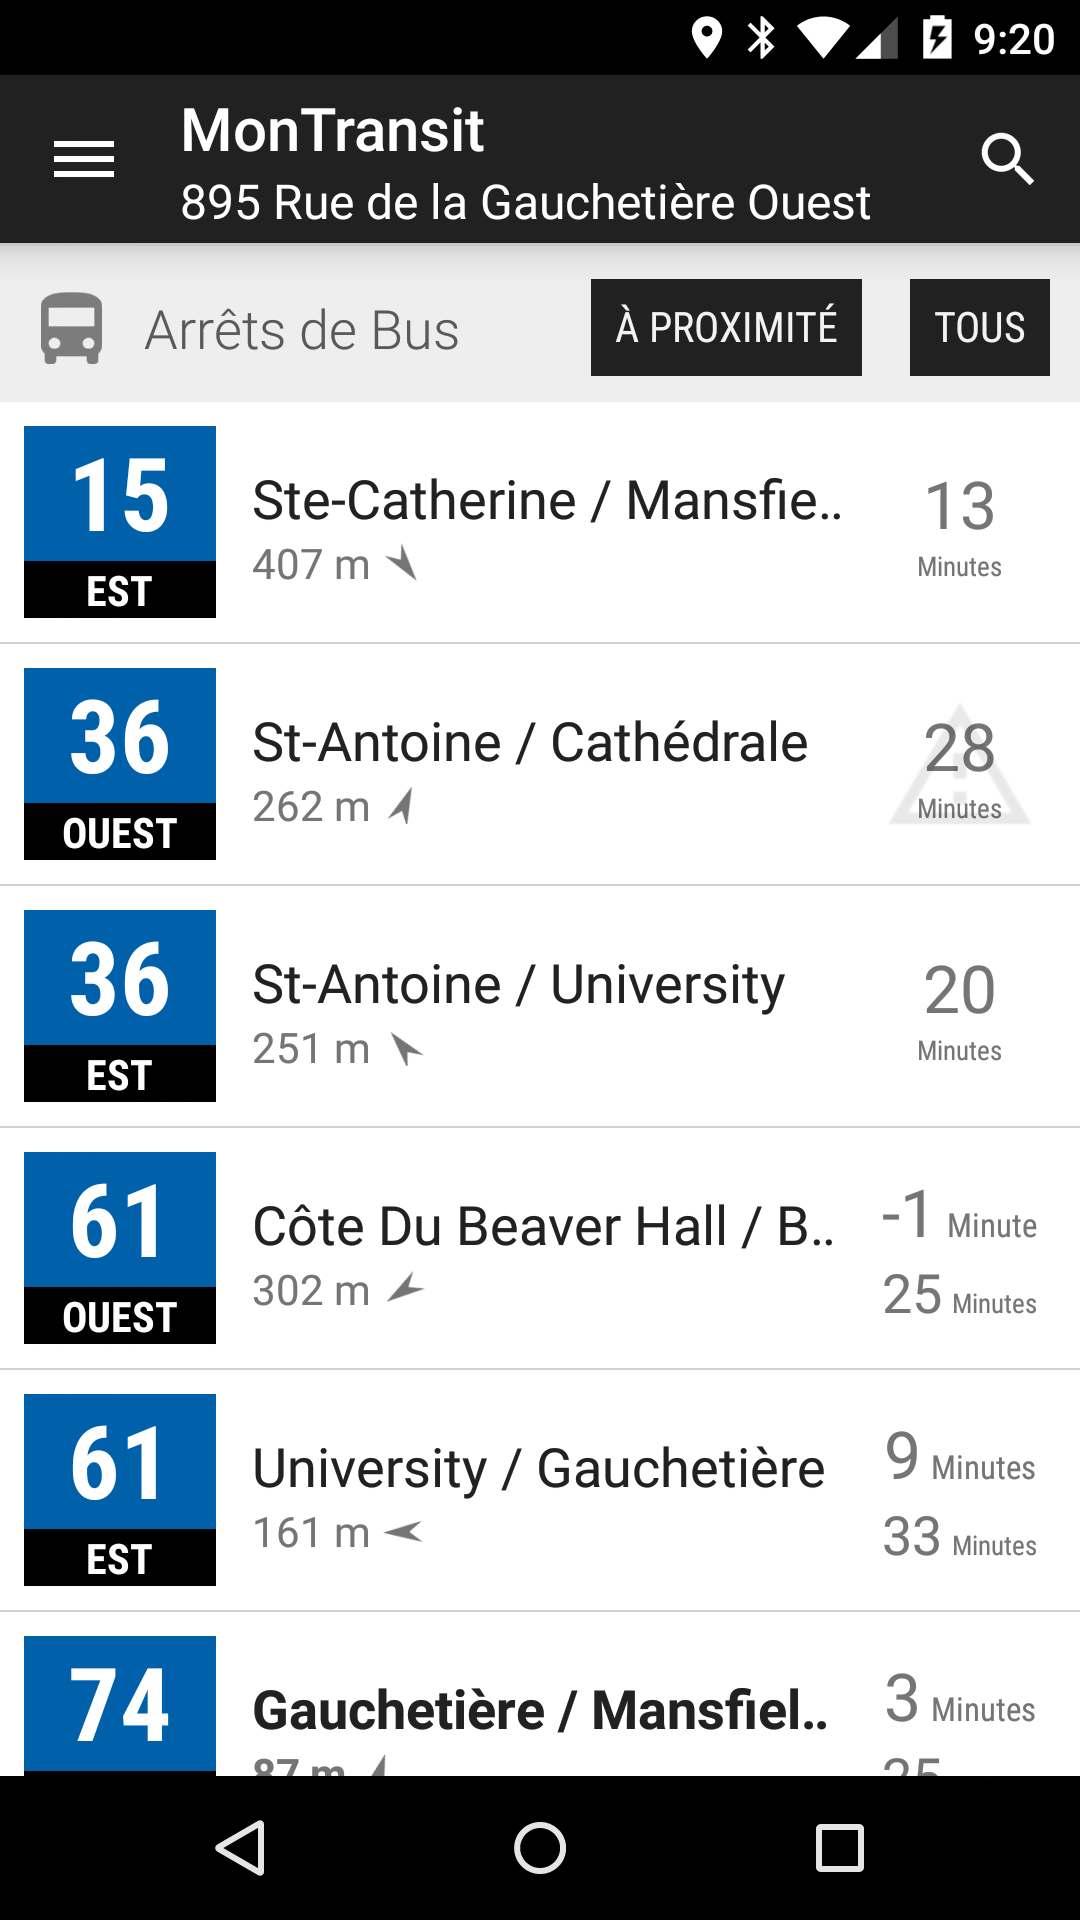 9:20
MonTransit
895 Rue de la Gauchetière Ouest
Arrêts de Bus
À PROXIMITÉ
TOUS
15
EST
Ste-Catherine / Mansfie..
407 m
13
Minutes
36
OUEST
St-Antoine / Cathédrale
262 m
28
Minutes
36
EST
St-Antoine / University
251 m
20
Minutes
61
OUEST
Côte Du Beaver Hall / B..
302 m
-1 Minute
25 Minutes
61
EST
University / Gauchetière
161 m
9 Minutes
33 Minutes
74
Gauchetière / Mansfiel..
87 m
3 Minutes